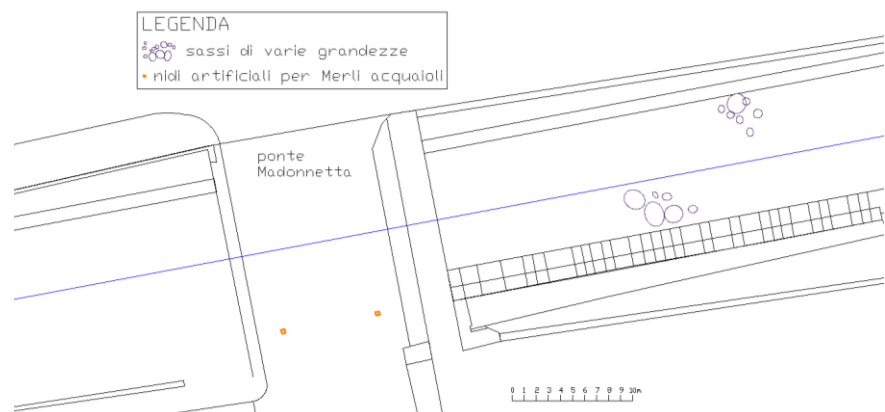 LEGENDA
sassi di varie grandezze
nidi artificiali per Merli acquaioli
ponte
Madonnetta
0 1 2 3 4 5 6 7 8 9 10m